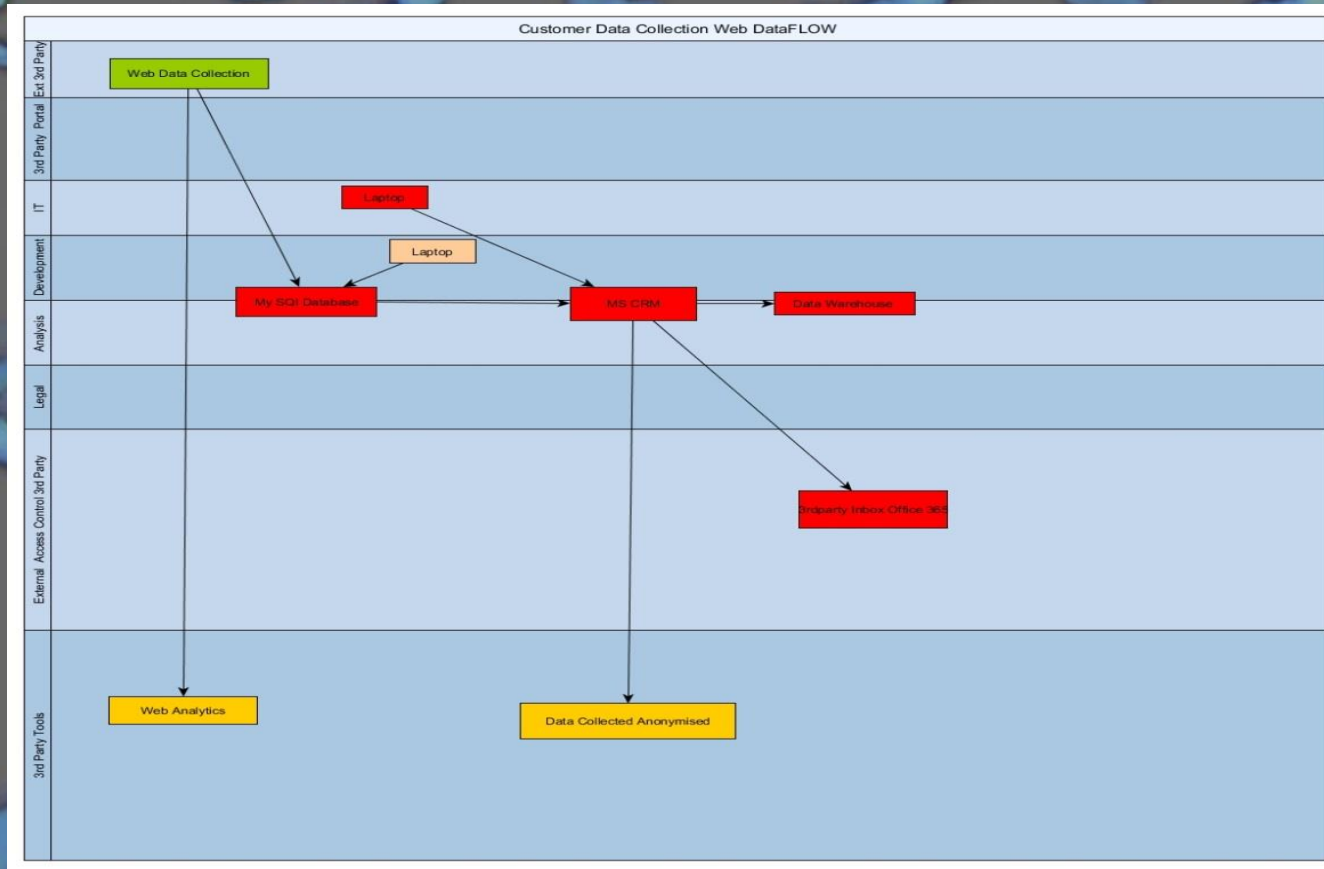 Customer Data Collection Web DataFLOW
Ext 3rd Party
Web Data Collection
3rd Party Portal
IT
Laptop
Development
Laptop
My SQl Database
MS CRM
Data Warehouse
Analysis
Legal
External Access Control 3rd Party
3rdparty Inbox Office 365
3rd Party Tools
Web Analytics
Data Collected Anonymised